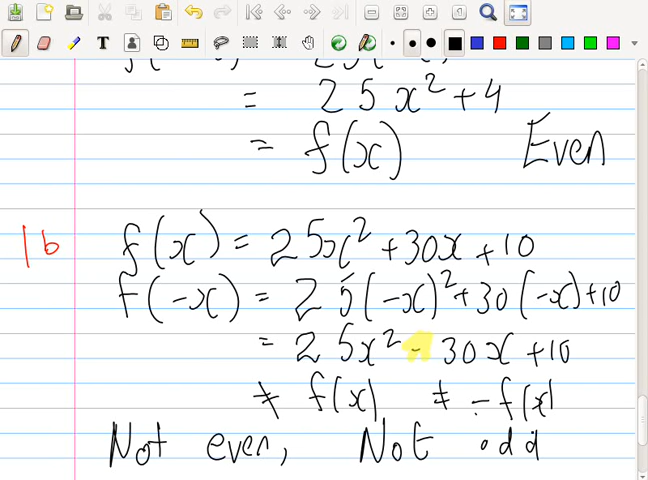 = 25x² + 4
= f(x) Even
1b f(x) = 25x² + 30x + 10
f(-x) = 25(-x)² + 30(-x) + 10
= 25x² - 30x + 10
≠ f(x) ≠ -f(x)
Not even, Not odd